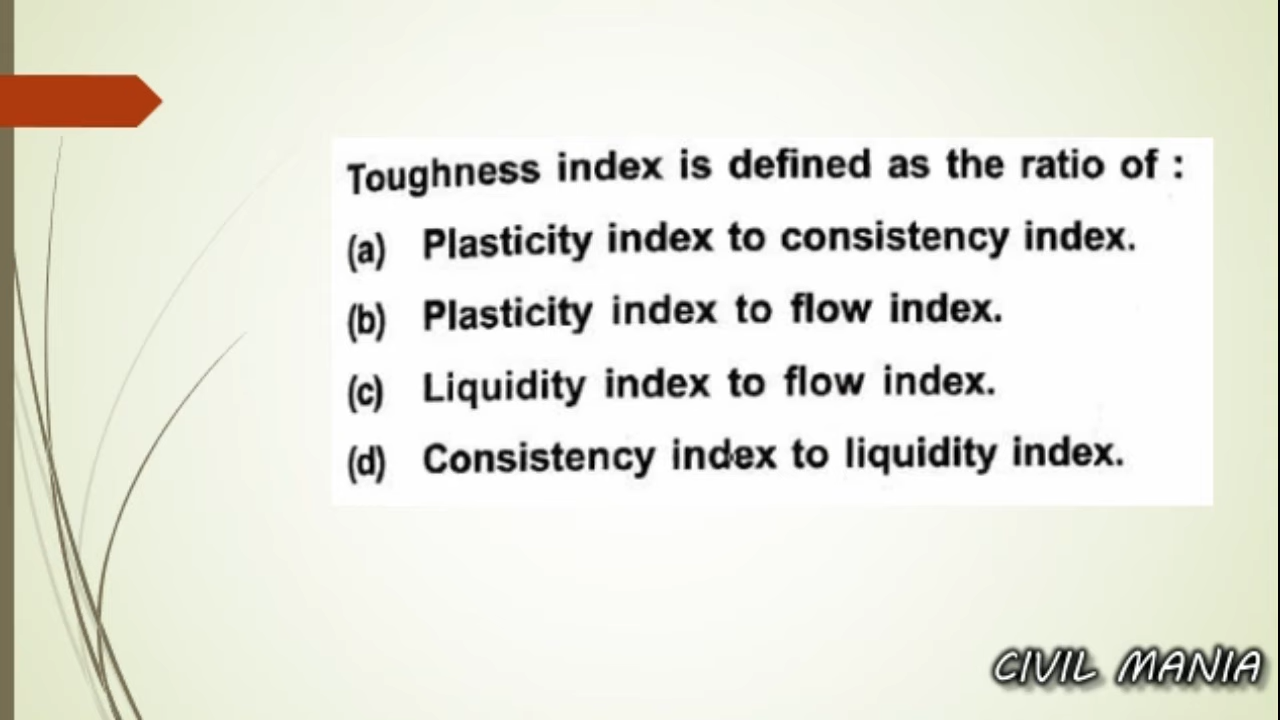 Toughness index is defined as the ratio of :
(a) Plasticity index to consistency index.
(b) Plasticity index to flow index.
(c) Liquidity index to flow index.
(d) Consistency index to liquidity index.
CIVIL MANIA